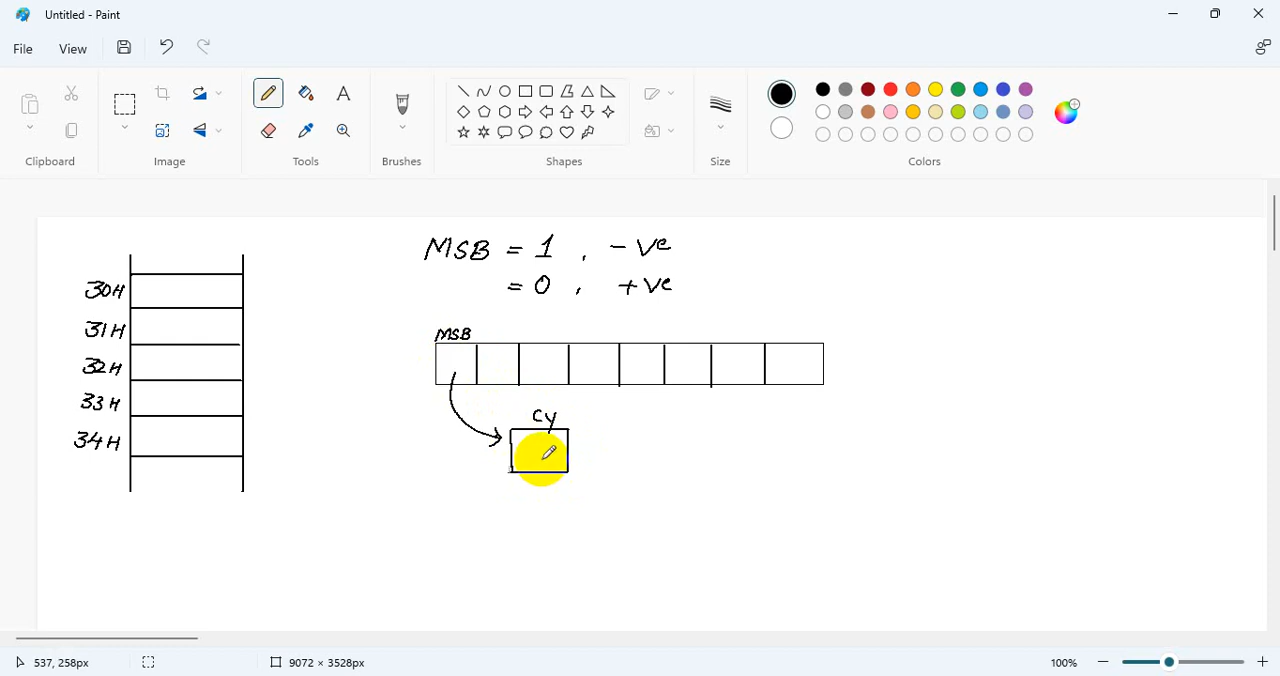 Untitled - Paint
File View
Clipboard Image Tools Brushes Shapes Size Colors
MSB = 1 , - ve
= 0 , + ve
30H
31H
32H
33H
34H
MSB
Cy
537, 258px 9072 × 3528px 100%